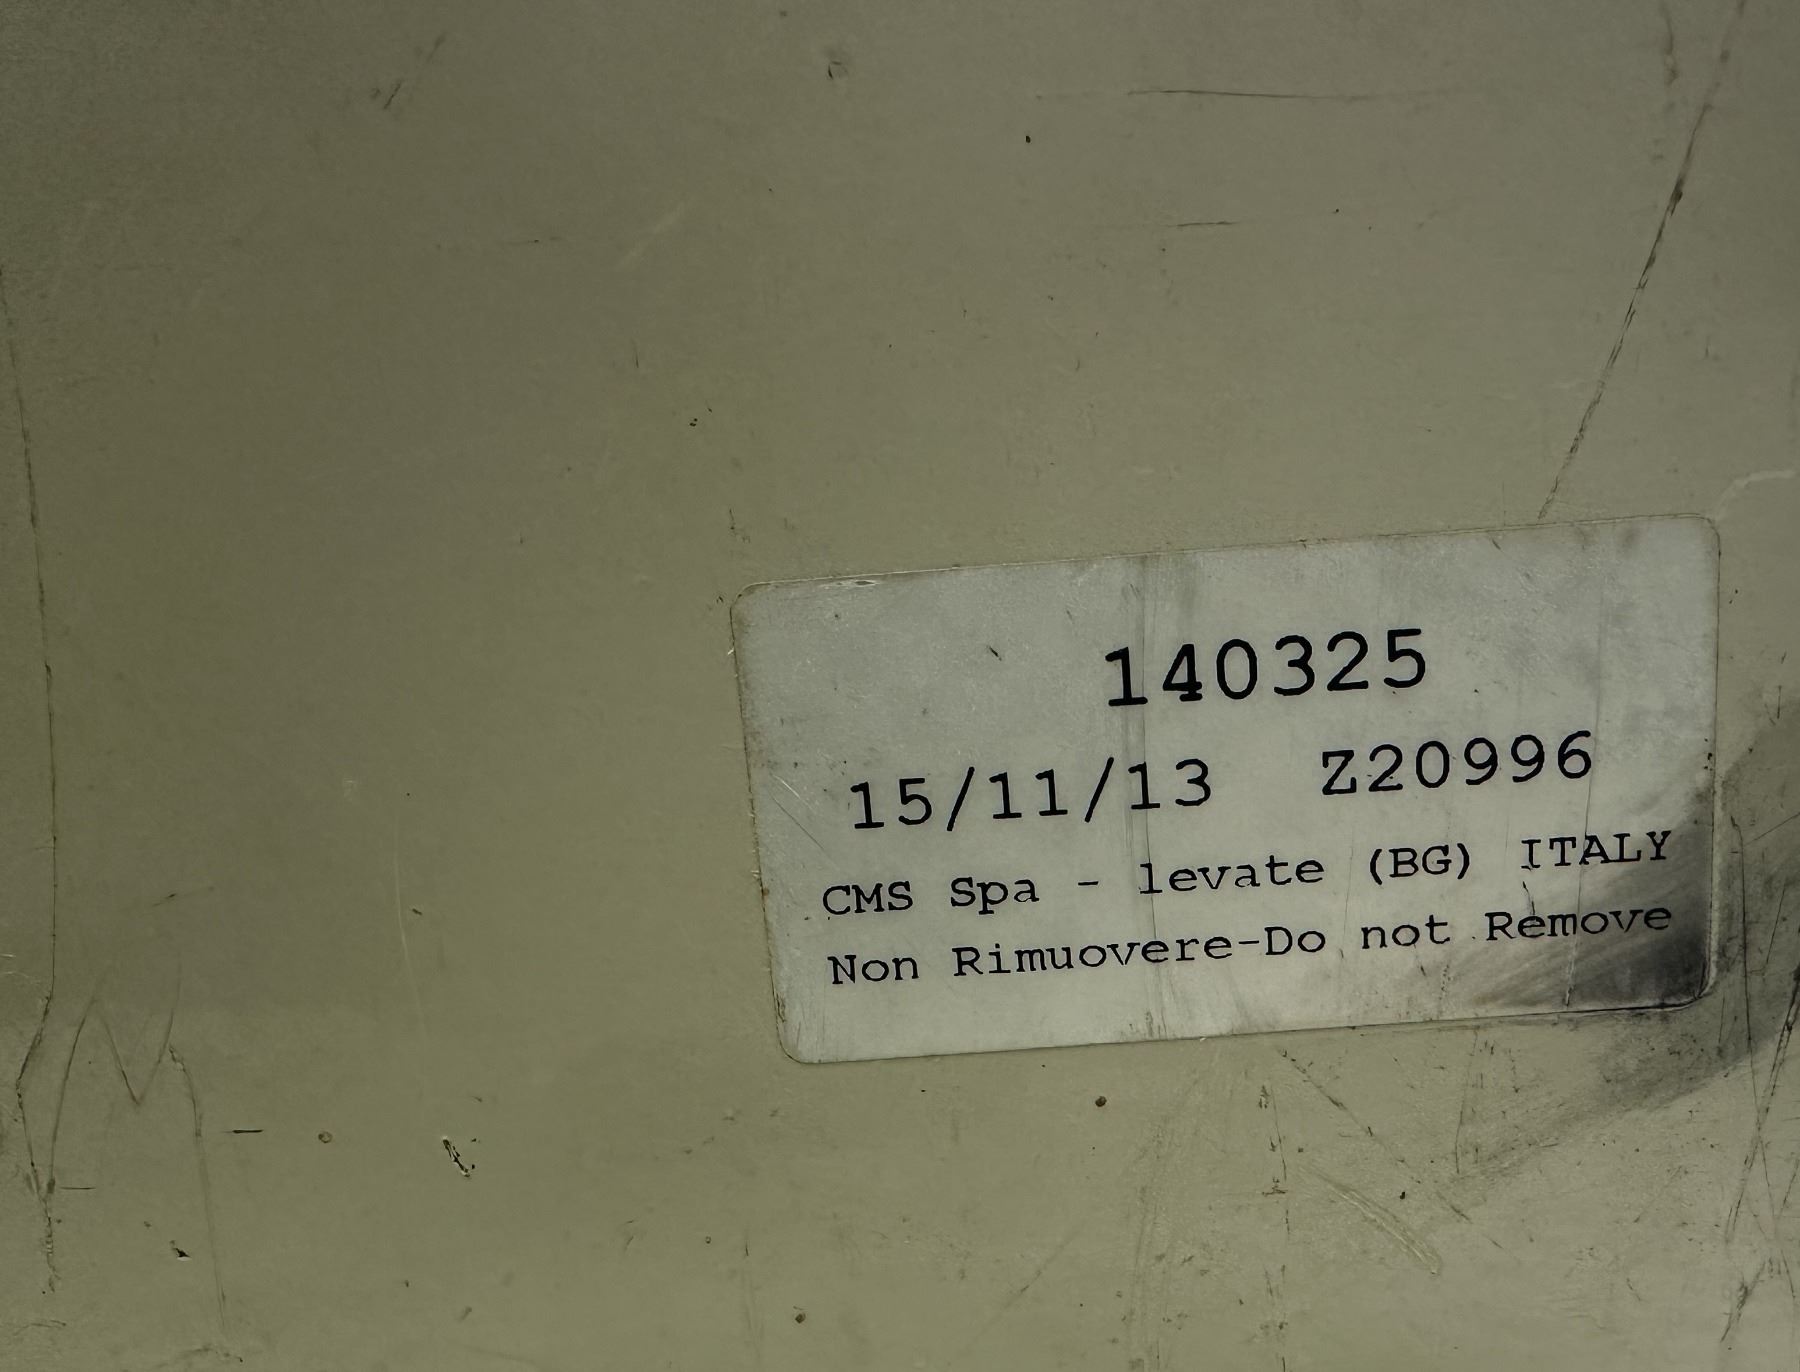 140325
15/11/13 Z20996
CMS Spa - levate (BG) ITALY
Non Rimuovere-Do not Remove